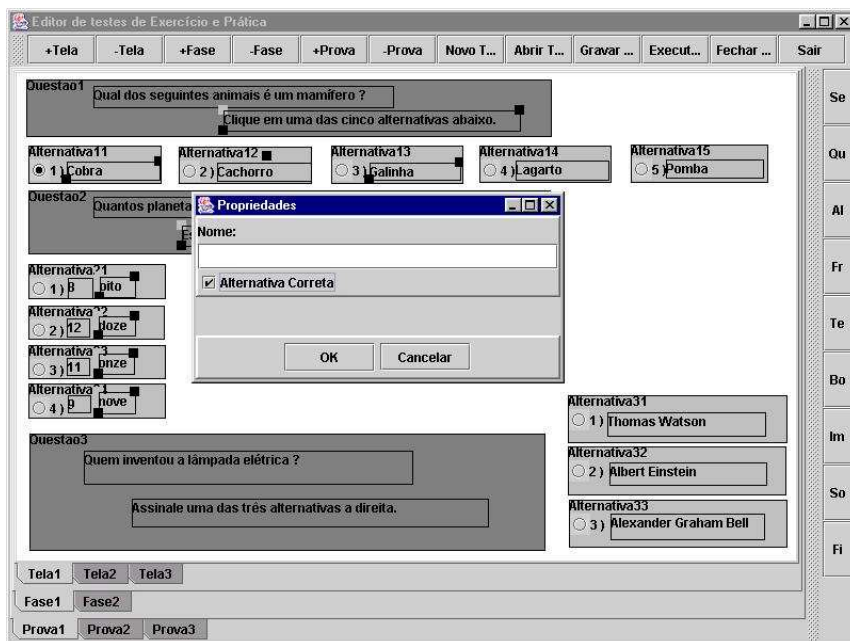 Editor de testes de Exercício e Prática
+Tela -Tela +Fase -Fase +Prova -Prova Novo T... Abrir T... Gravar ... Execut... Fechar ... Sair
Questao1
Qual dos seguintes animais é um mamífero ?
Clique em uma das cinco alternativas abaixo.
Alternativa11 Alternativa12 Alternativa13 Alternativa14 Alternativa15
1 ) Cobra 2 ) Cachorro 3 ) Galinha 4 ) Lagarto 5 ) Pomba
Questao2
Quantos planeta
Propriedades
Nome:
Alternativa Correta
OK Cancelar
1 ) 8 oito
2 ) 12 doze
3 ) 11 onze
4 ) 9 nove
Questao3
Quem inventou a lâmpada elétrica ?
Assinale uma das três alternativas a direita.
Alternativa31
1 ) Thomas Watson
Alternativa32
2 ) Albert Einstein
Alternativa33
3 ) Alexander Graham Bell
Se
Qu
Al
Fr
Te
Bo
Im
So
Fi
Tela1 Tela2 Tela3
Fase1 Fase2
Prova1 Prova2 Prova3